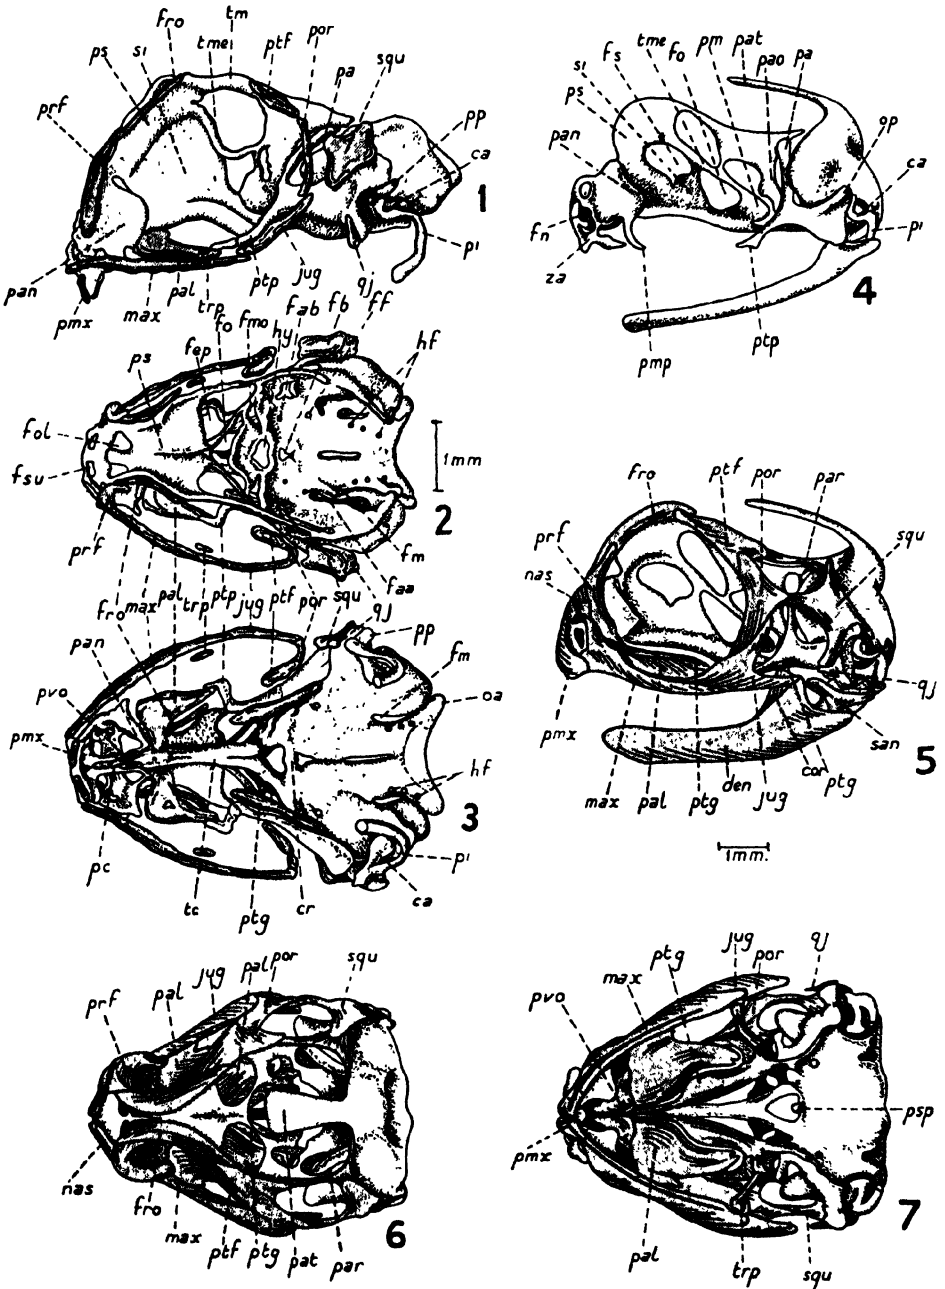 fro
tm
tme
ptf
por
ps
si
pa
squ
prf
pp
ca
1
pi
pan
pmx
max
pal
trp
ptp
jug
qj
fs
tme
fo
pm
pat
pao
pa
si
ps
pan
op
ca
fn
pi
za
4
pmp
ptp
ps
fep
fo
fmo
hy
fab
fb
ff
hf
fol
fsu
1mm
2
prf
fm
faa
fro
max
pal
trp
ptp
jug
ptf
por
squ
qj
pan
pp
fm
pvo
oa
pmx
hf
3
pc
pi
ca
tc
ptg
cr
fro
ptf
por
par
prf
squ
nas
qj
pmx
san
5
max
pal
ptg
den
jug
cor
ptg
1mm.
prf
pal
jug
pal
por
squ
nas
fro
max
ptf
ptg
pat
par
6
pvo
max
ptg
jug
por
qj
psp
pmx
pal
trp
squ
7